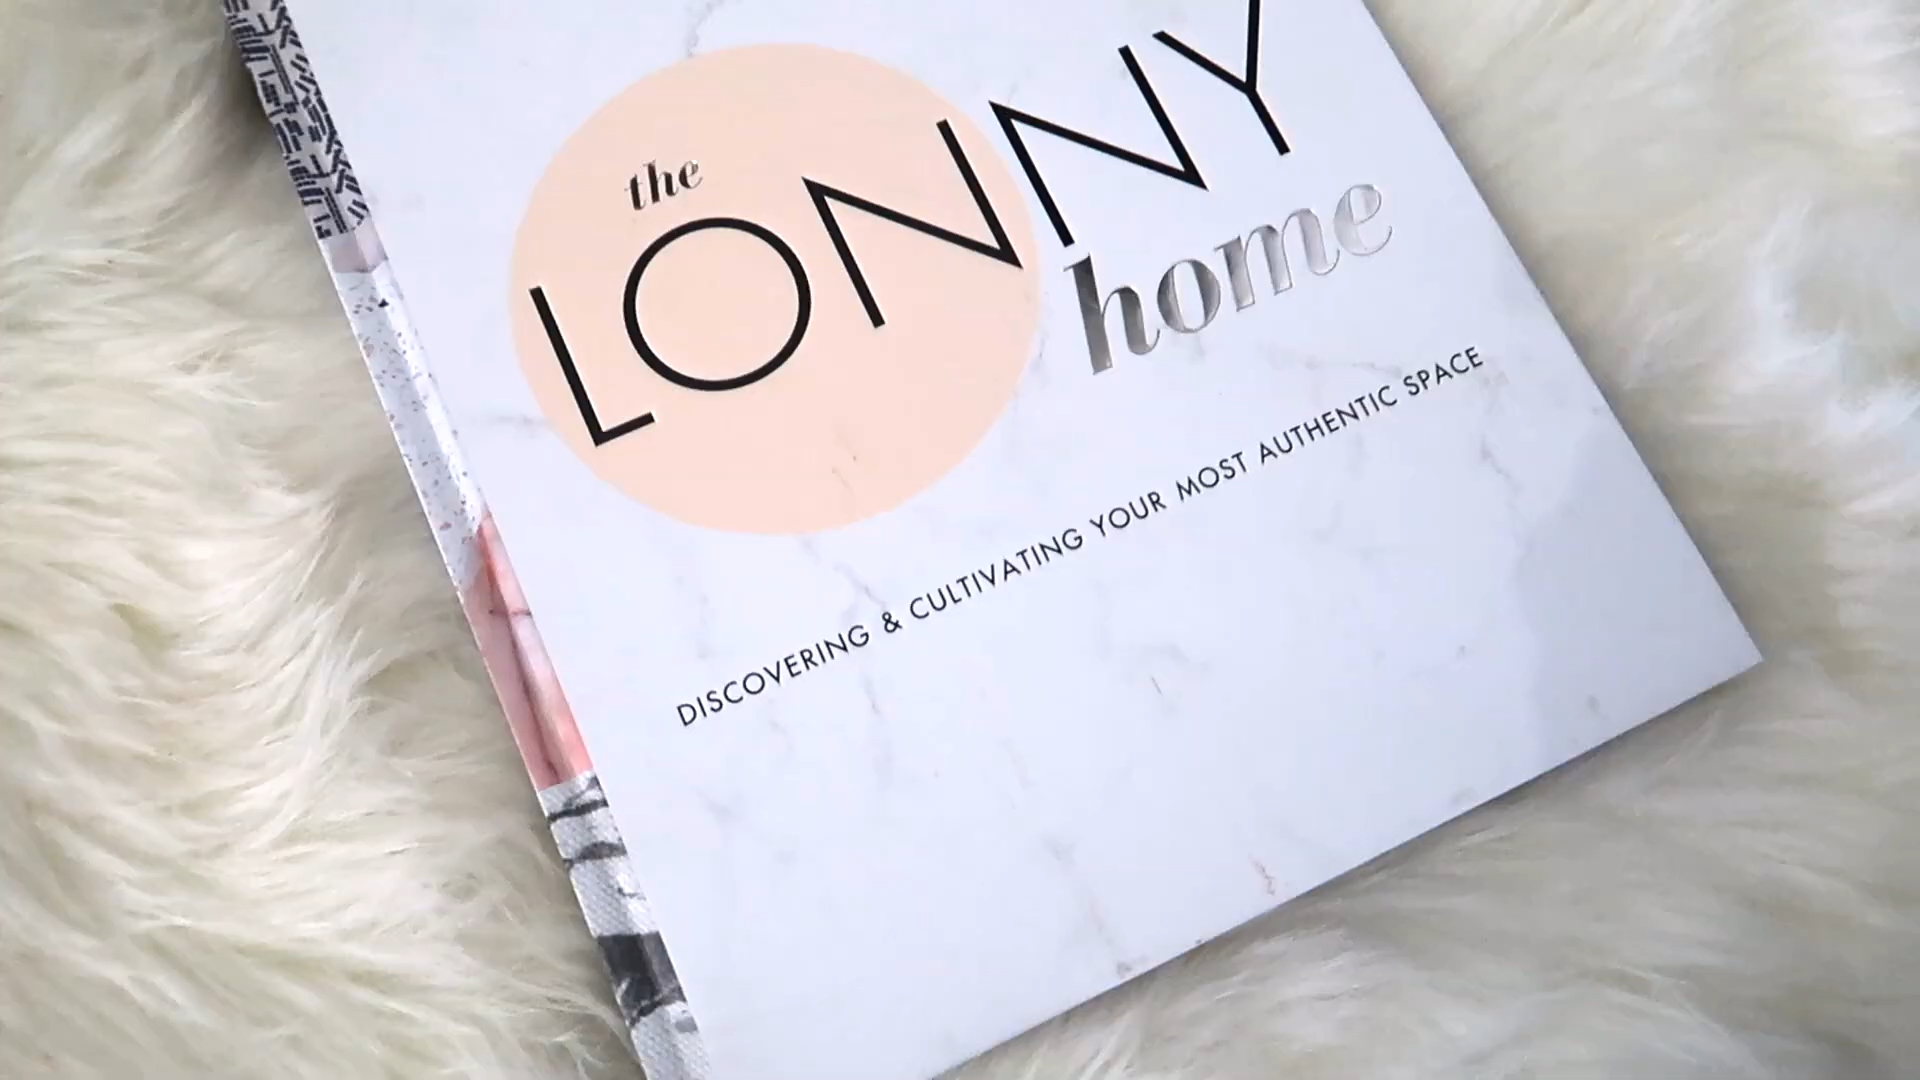 the
LONNY
home
DISCOVERING & CULTIVATING YOUR MOST AUTHENTIC SPACE